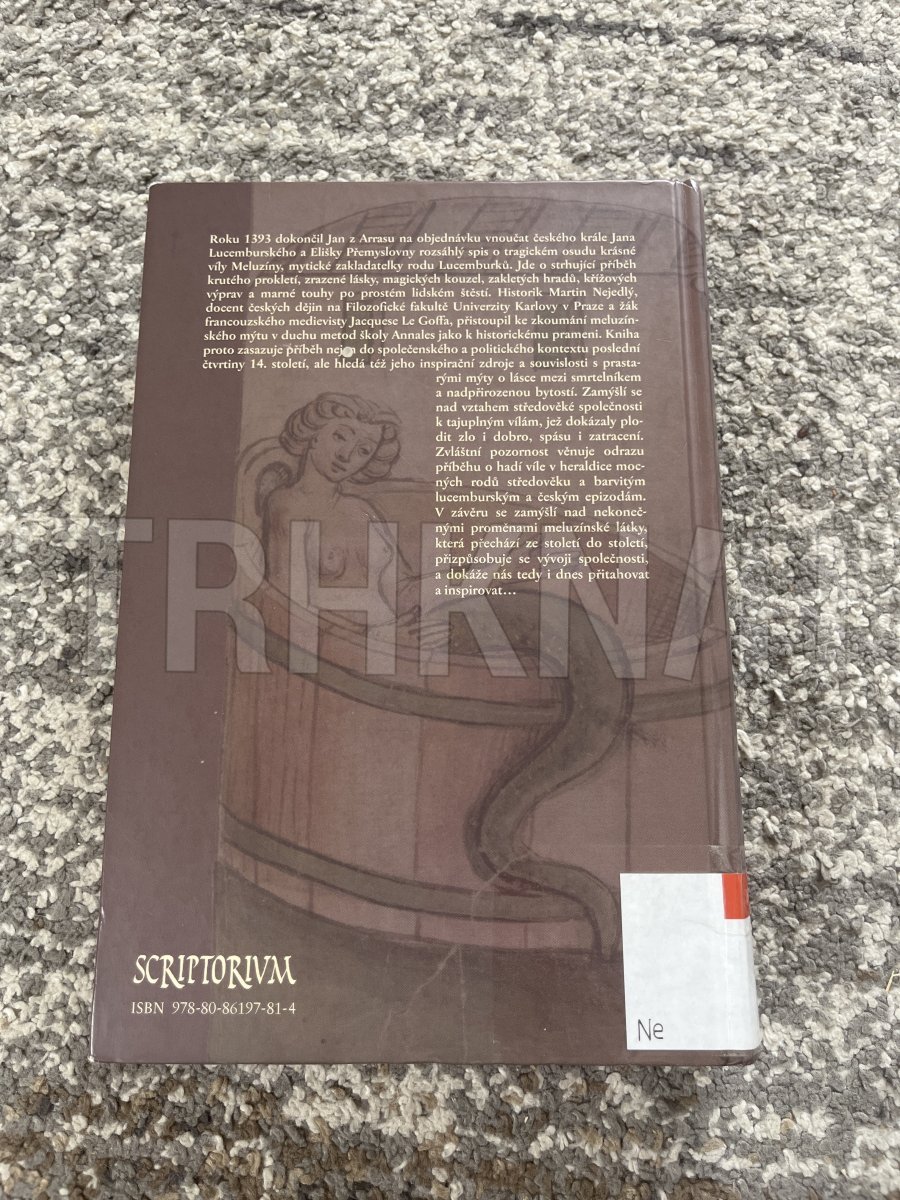 Roku 1393 dokončil Jan z Arrasu na objednávku vnoučat českého krále Jana
Lucemburského a Elišky Přemyslovny rozsáhlý spis o tragickém osudu krásné
víly Meluzíny, mytické zakladatelky rodu Lucemburků. Jde o strhující příběh
krutého prokletí, zrazené lásky, magických kouzel, zakletých hradů, křížových
výprav a marné touhy po prostém lidském štěstí. Historik Martin Nejedlý,
docent českých dějin na Filozofické fakultě Univerzity Karlovy v Praze a žák
francouzského medievisty Jacquese Le Goffa, přistoupil ke zkoumání meluzín-
ského mýtu v duchu metod školy Annales jako k historickému prameni. Kniha
proto zasazuje příběh nejen do společenského a politického kontextu poslední
čtvrtiny 14. století, ale hledá též jeho inspirační zdroje a souvislosti s prasta-
rými mýty o lásce mezi smrtelníkem
a nadpřirozenou bytostí. Zamýšlí se
nad vztahem středověké společnosti
k tajuplným vílám, jež dokázaly plo-
dit zlo i dobro, spásu i zatracení.
Zvláštní pozornost věnuje odrazu
příběhu o hadí víle v heraldice moc-
ných rodů středověku a barvitým
lucemburským a českým epizodám.
V závěru se zamýšlí nad nekoneč-
nými proměnami meluzínské látky,
která přechází ze století do století,
přizpůsobuje se vývoji společnosti,
a dokáže nás tedy i dnes přitahovat
a inspirovat...
TRHKNA
SCRIPTORIVM
ISBN 978-80-86197-81-4
Ne